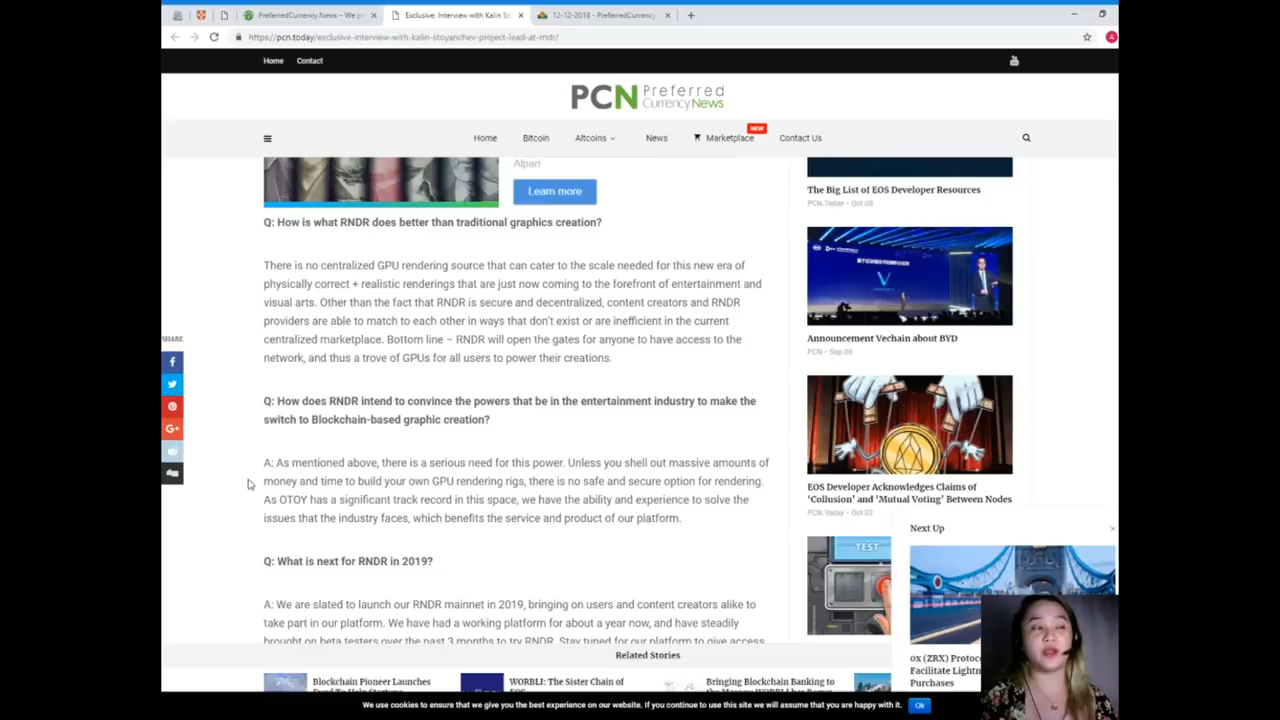 PreferredCurrency.News – We pr
Exclusive: Interview with Kalin Sto
12-12-2018 - PreferredCurrency
https://pcn.today/exclusive-interview-with-kalin-stoyanchev-project-lead-at-rndr/
Home Contact
PCN Preferred
CurrencyNews
Home Bitcoin Altcoins News Marketplace NEW Contact Us
Alpari
Learn more
Q: How is what RNDR does better than traditional graphics creation?
There is no centralized GPU rendering source that can cater to the scale needed for this new era of
physically correct + realistic renderings that are just now coming to the forefront of entertainment and
visual arts. Other than the fact that RNDR is secure and decentralized, content creators and RNDR
providers are able to match to each other in ways that don't exist or are inefficient in the current
centralized marketplace. Bottom line – RNDR will open the gates for anyone to have access to the
network, and thus a trove of GPUs for all users to power their creations.
Q: How does RNDR intend to convince the powers that be in the entertainment industry to make the
switch to Blockchain-based graphic creation?
A: As mentioned above, there is a serious need for this power. Unless you shell out massive amounts of
money and time to build your own GPU rendering rigs, there is no safe and secure option for rendering.
As OTOY has a significant track record in this space, we have the ability and experience to solve the
issues that the industry faces, which benefits the service and product of our platform.
Q: What is next for RNDR in 2019?
A: We are slated to launch our RNDR mainnet in 2019, bringing on users and content creators alike to
take part in our platform. We have had a working platform for about a year now, and have steadily
brought on beta testers over the past 3 months to try RNDR. Stay tuned for our platform to give access
SHARE
The Big List of EOS Developer Resources
PCN.Today - Oct 08
Announcement Vechain about BYD
PCN - Sep 06
EOS Developer Acknowledges Claims of
‘Collusion’ and ‘Mutual Voting’ Between Nodes
PCN.Today - Oct 02
TEST
Next Up
0x (ZRX) Protoc
Facilitate Lightn
Purchases
Related Stories
Blockchain Pioneer Launches
WORBLI: The Sister Chain of
EOS
Bringing Blockchain Banking to
We use cookies to ensure that we give you the best experience on our website. If you continue to use this site we will assume that you are happy with it.
Ok